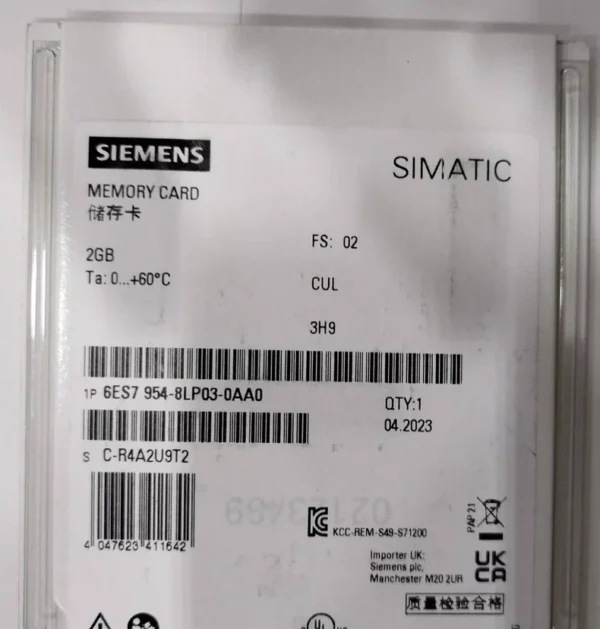 SIEMENS
SIMATIC
MEMORY CARD
储存卡
2GB
Ta: 0...+60°C
FS: 02
CUL
3H9
1P 6ES7 954-8LP03-0AA0
QTY:1
04.2023
S C-R4A2U9T2
4 047623 411642
KCC-REM-S49-S71200
PAP 21
Importer UK:
Siemens plc,
Manchester M20 2UR
UK
CA
质量检验合格
UL